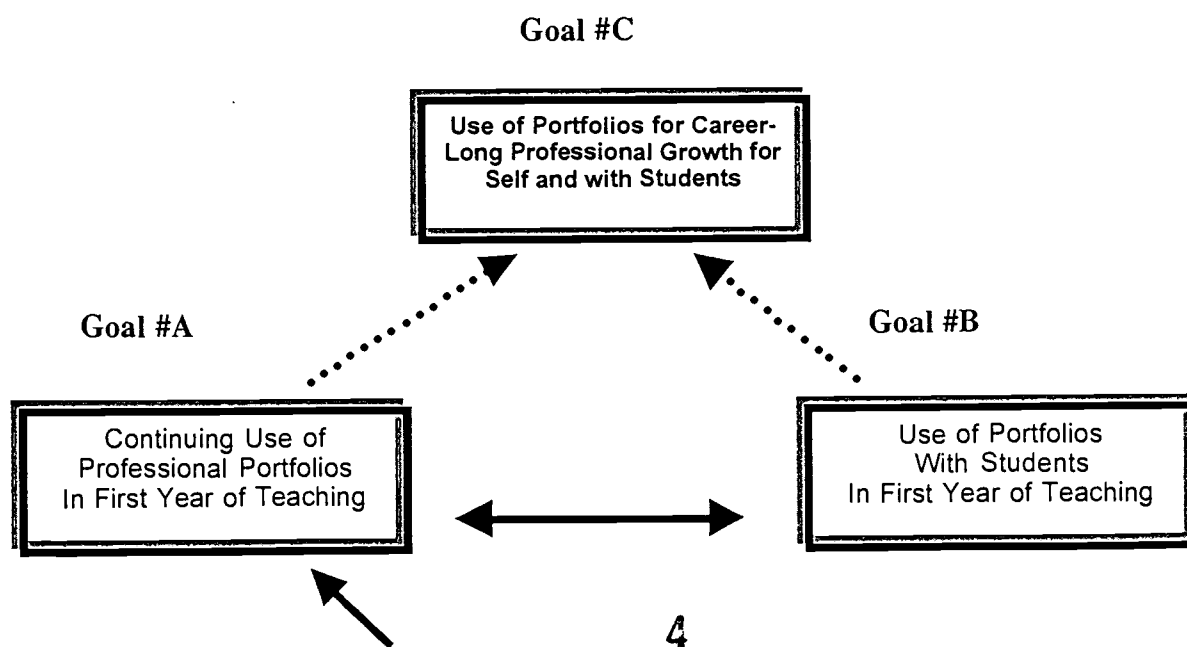 Goal #C
Use of Portfolios for Career-
Long Professional Growth for
Self and with Students
Goal #A
Goal #B
Continuing Use of
Professional Portfolios
In First Year of Teaching
Use of Portfolios
With Students
In First Year of Teaching
4